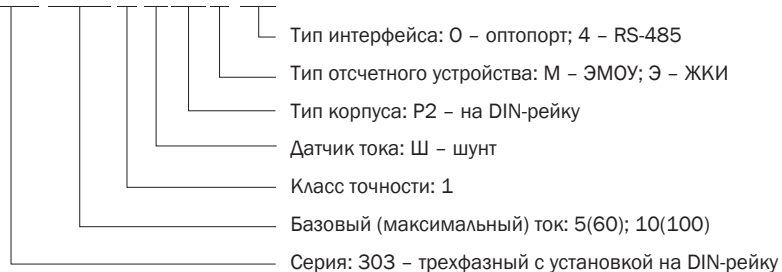 Тип интерфейса: О – оптопорт; 4 – RS-485
Тип отсчетного устройства: М – ЭМОУ; Э – ЖКИ
Тип корпуса: Р2 – на DIN-рейку
Датчик тока: Ш – шунт
Класс точности: 1
Базовый (максимальный) ток: 5(60); 10(100)
Серия: 303 – трехфазный с установкой на DIN-рейку